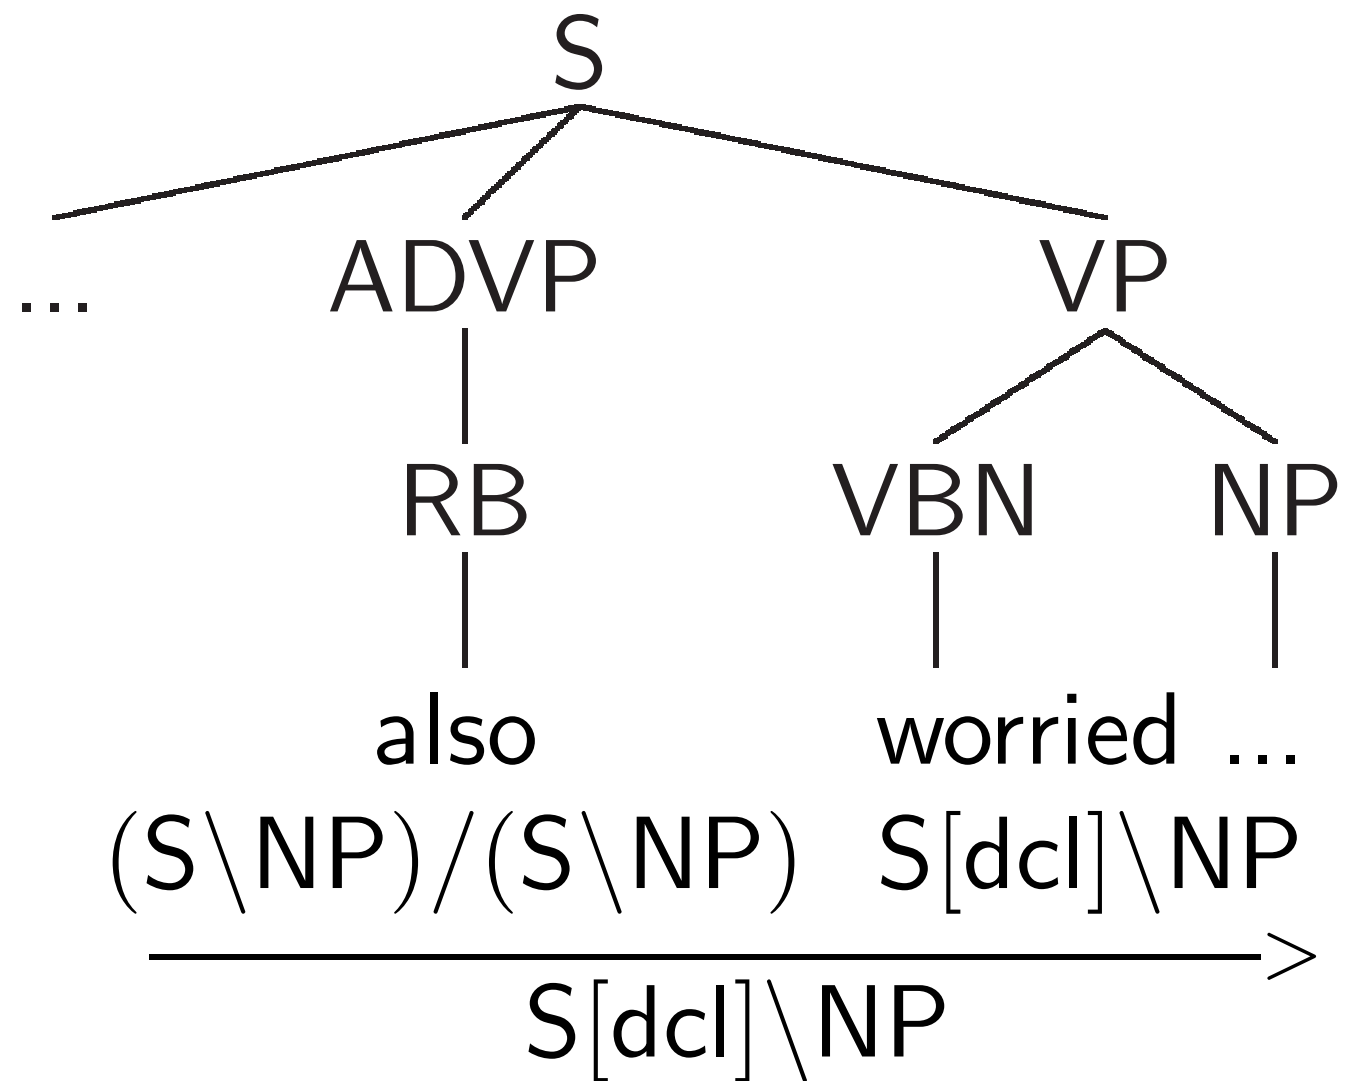 S
... ADVP VP
RB VBN NP
also worried ...
(S\NP)/(S\NP) S[dcl]\NP
>
S[dcl]\NP